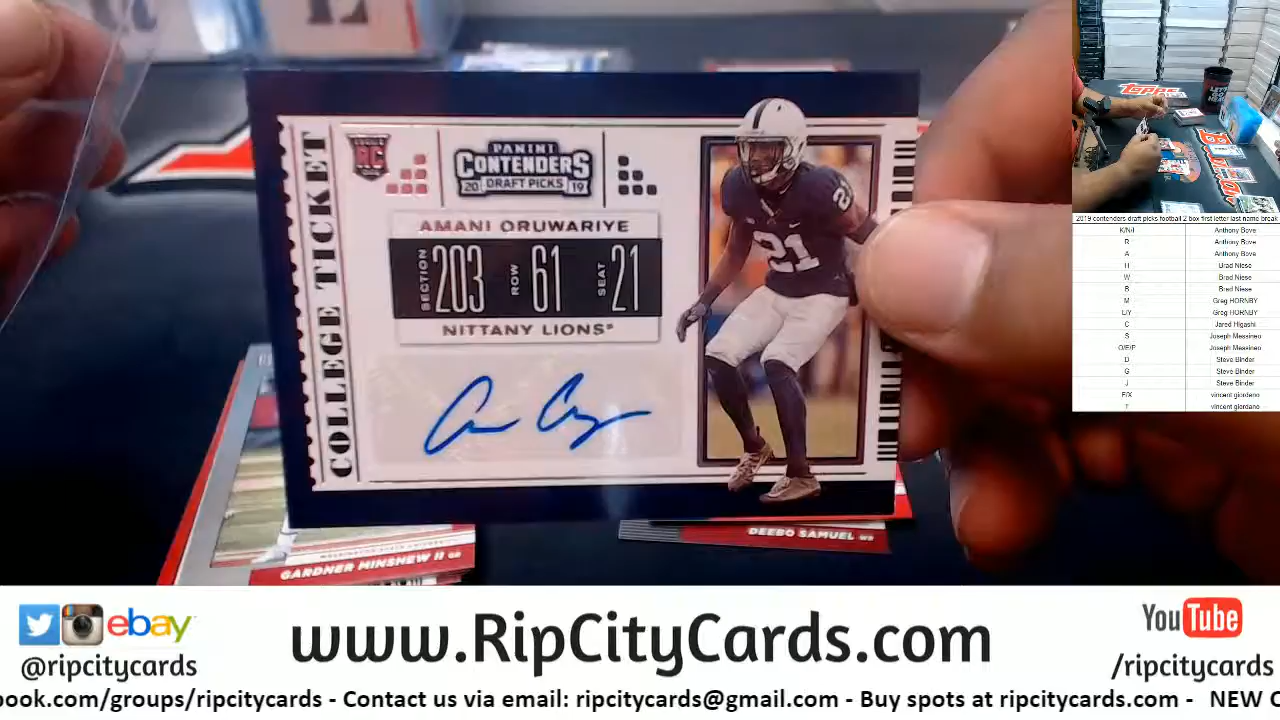 COLLEGE TICKET
RC
PANINI
CONTENDERS
20 DRAFT PICKS 19
AMANI ORUWARIYE
SECTION 203 ROW 61 SEAT 21
NITTANY LIONS
21
21
GARDNER MINSHEW II QB
DEEBO SAMUEL WR
Topps
2019 contenders draft picks football 2 box first letter last name break
K/N/I Anthony Bove
R Anthony Bove
A Anthony Bove
H Brad Niese
W Brad Niese
B Brad Niese
M Greg HORNBY
Greg HORNBY
C Jared Higashi
S Joseph Messineo
Joseph Messineo
D Steve Binder
G Steve Binder
J Steve Binder
vincent giordano
T vincent giordano
ebay
@ripcitycards
www.RipCityCards.com
YouTube
/ripcitycards
book.com/groups/ripcitycards - Contact us via email: ripcitycards@gmail.com - Buy spots at ripcitycards.com - NEW